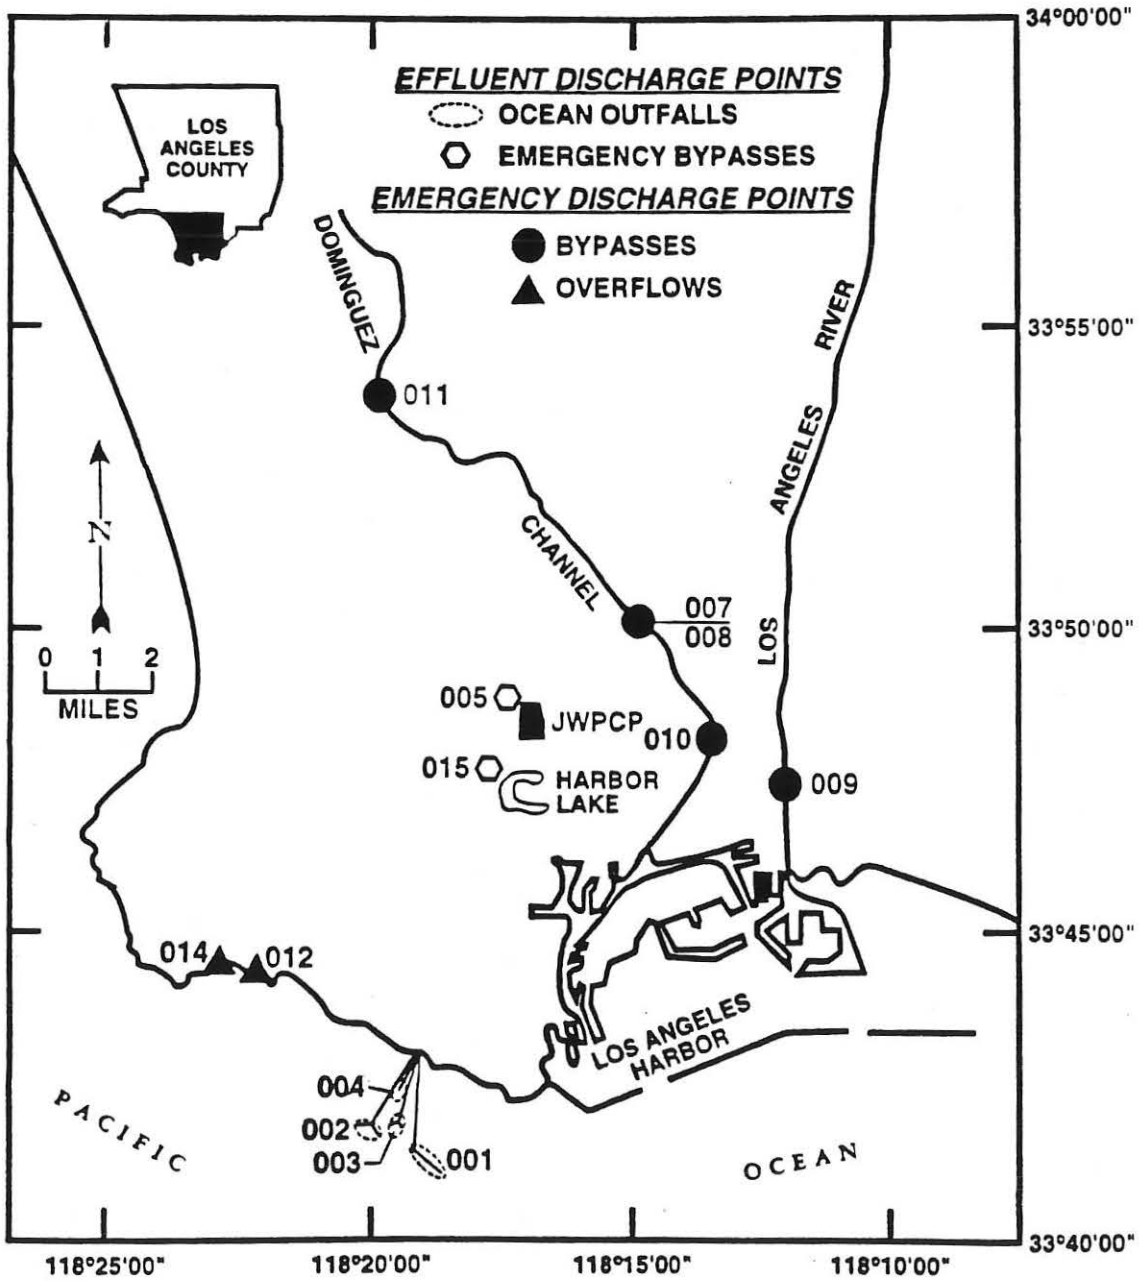 34°00'00"
EFFLUENT DISCHARGE POINTS
OCEAN OUTFALLS
EMERGENCY BYPASSES
EMERGENCY DISCHARGE POINTS
BYPASSES
OVERFLOWS
LOS
ANGELES
COUNTY
DOMINGUEZ
CHANNEL
LOS ANGELES RIVER
33°55'00"
011
N
0 1 2
MILES
007
008
33°50'00"
005
JWPCP
010
015
HARBOR
LAKE
009
014
012
33°45'00"
LOS ANGELES
HARBOR
004
002
003
001
PACIFIC
OCEAN
33°40'00"
118°25'00"
118°20'00"
118°15'00"
118°10'00"